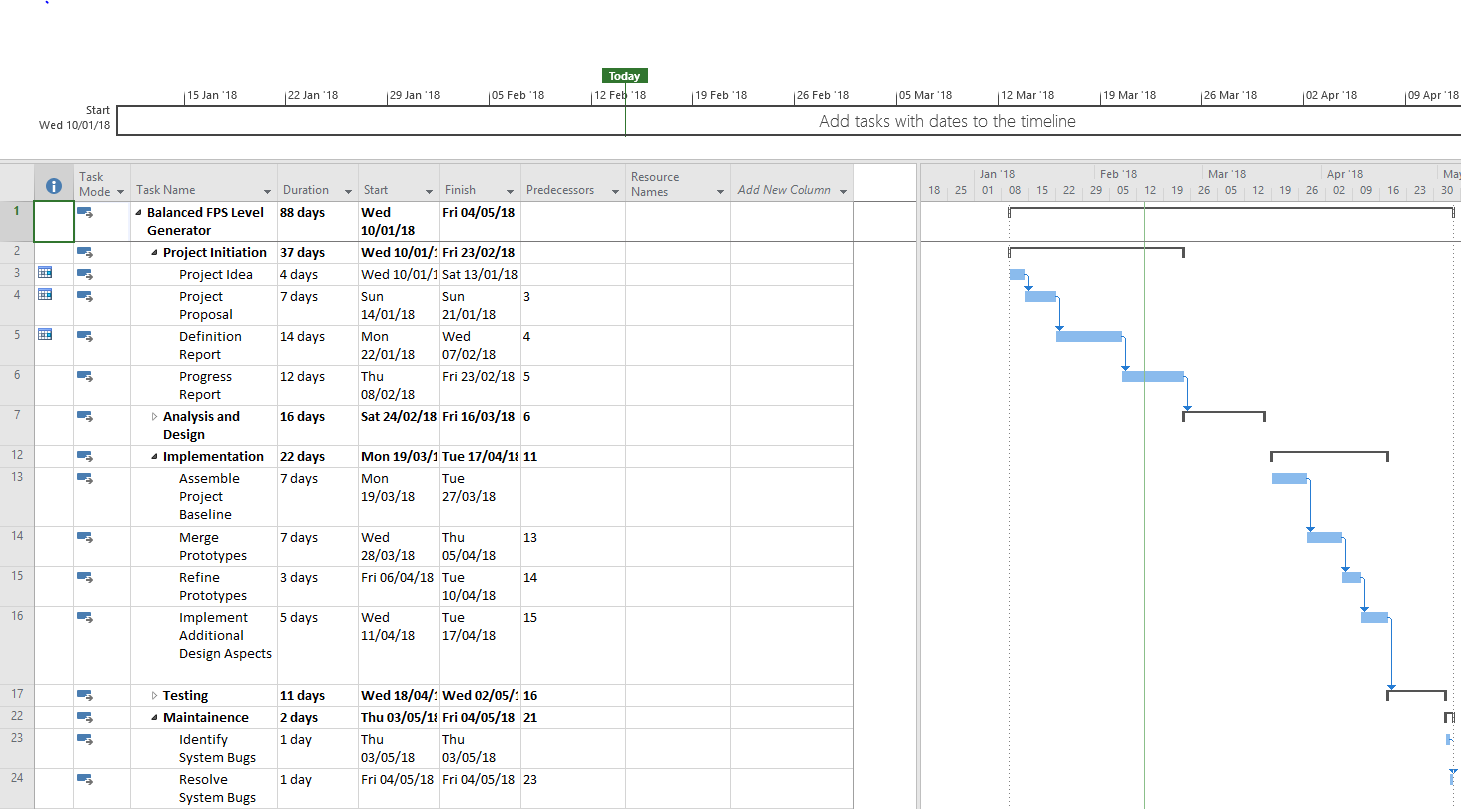 Today
15 Jan '18 22 Jan '18 29 Jan '18 05 Feb '18 12 Feb '18 19 Feb '18 26 Feb '18 05 Mar '18 12 Mar '18 19 Mar '18 26 Mar '18 02 Apr '18 09 Apr '18
Start
Wed 10/01/18
Add tasks with dates to the timeline
Task Mode Task Name Duration Start Finish Predecessors Resource Names Add New Column
Jan '18 Feb '18 Mar '18 Apr '18 May
18 25 01 08 15 22 29 05 12 19 26 05 12 19 26 02 09 16 23 30
1 Balanced FPS Level Generator 88 days Wed 10/01/18 Fri 04/05/18
2 Project Initiation 37 days Wed 10/01/1 Fri 23/02/18
3 Project Idea 4 days Wed 10/01/1 Sat 13/01/18
4 Project Proposal 7 days Sun 14/01/18 Sun 21/01/18 3
5 Definition Report 14 days Mon 22/01/18 Wed 07/02/18 4
6 Progress Report 12 days Thu 08/02/18 Fri 23/02/18 5
7 Analysis and Design 16 days Sat 24/02/18 Fri 16/03/18 6
12 Implementation 22 days Mon 19/03/1 Tue 17/04/18 11
13 Assemble Project Baseline 7 days Mon 19/03/18 Tue 27/03/18
14 Merge Prototypes 7 days Wed 28/03/18 Thu 05/04/18 13
15 Refine Prototypes 3 days Fri 06/04/18 Tue 10/04/18 14
16 Implement Additional Design Aspects 5 days Wed 11/04/18 Tue 17/04/18 15
17 Testing 11 days Wed 18/04/1 Wed 02/05/1 16
22 Maintainence 2 days Thu 03/05/18 Fri 04/05/18 21
23 Identify System Bugs 1 day Thu 03/05/18 Thu 03/05/18
24 Resolve System Bugs 1 day Fri 04/05/18 Fri 04/05/18 23